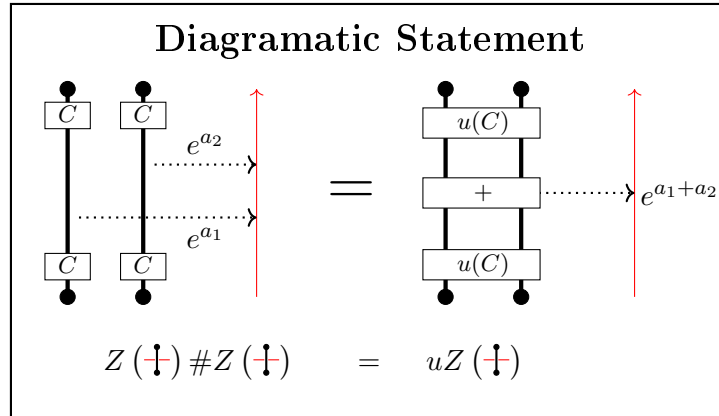 Diagramatic Statement
C C u(C)
e^{a_2}
= + e^{a_1+a_2}
e^{a_1}
C C u(C)
Z ( ) # Z ( ) = uZ ( )